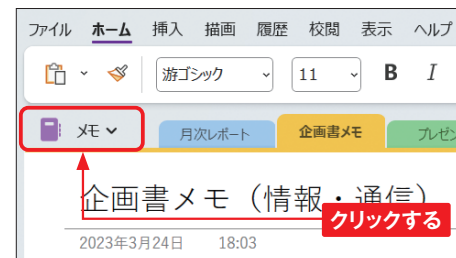 ファイル ホーム 挿入 描画 履歴 校閲 表示 ヘルプ
游ゴシック 11 B I
メモ 月次レポート 企画書メモ プレゼン
企画書メモ（情報・通信）
クリックする
2023年3月24日 18:03